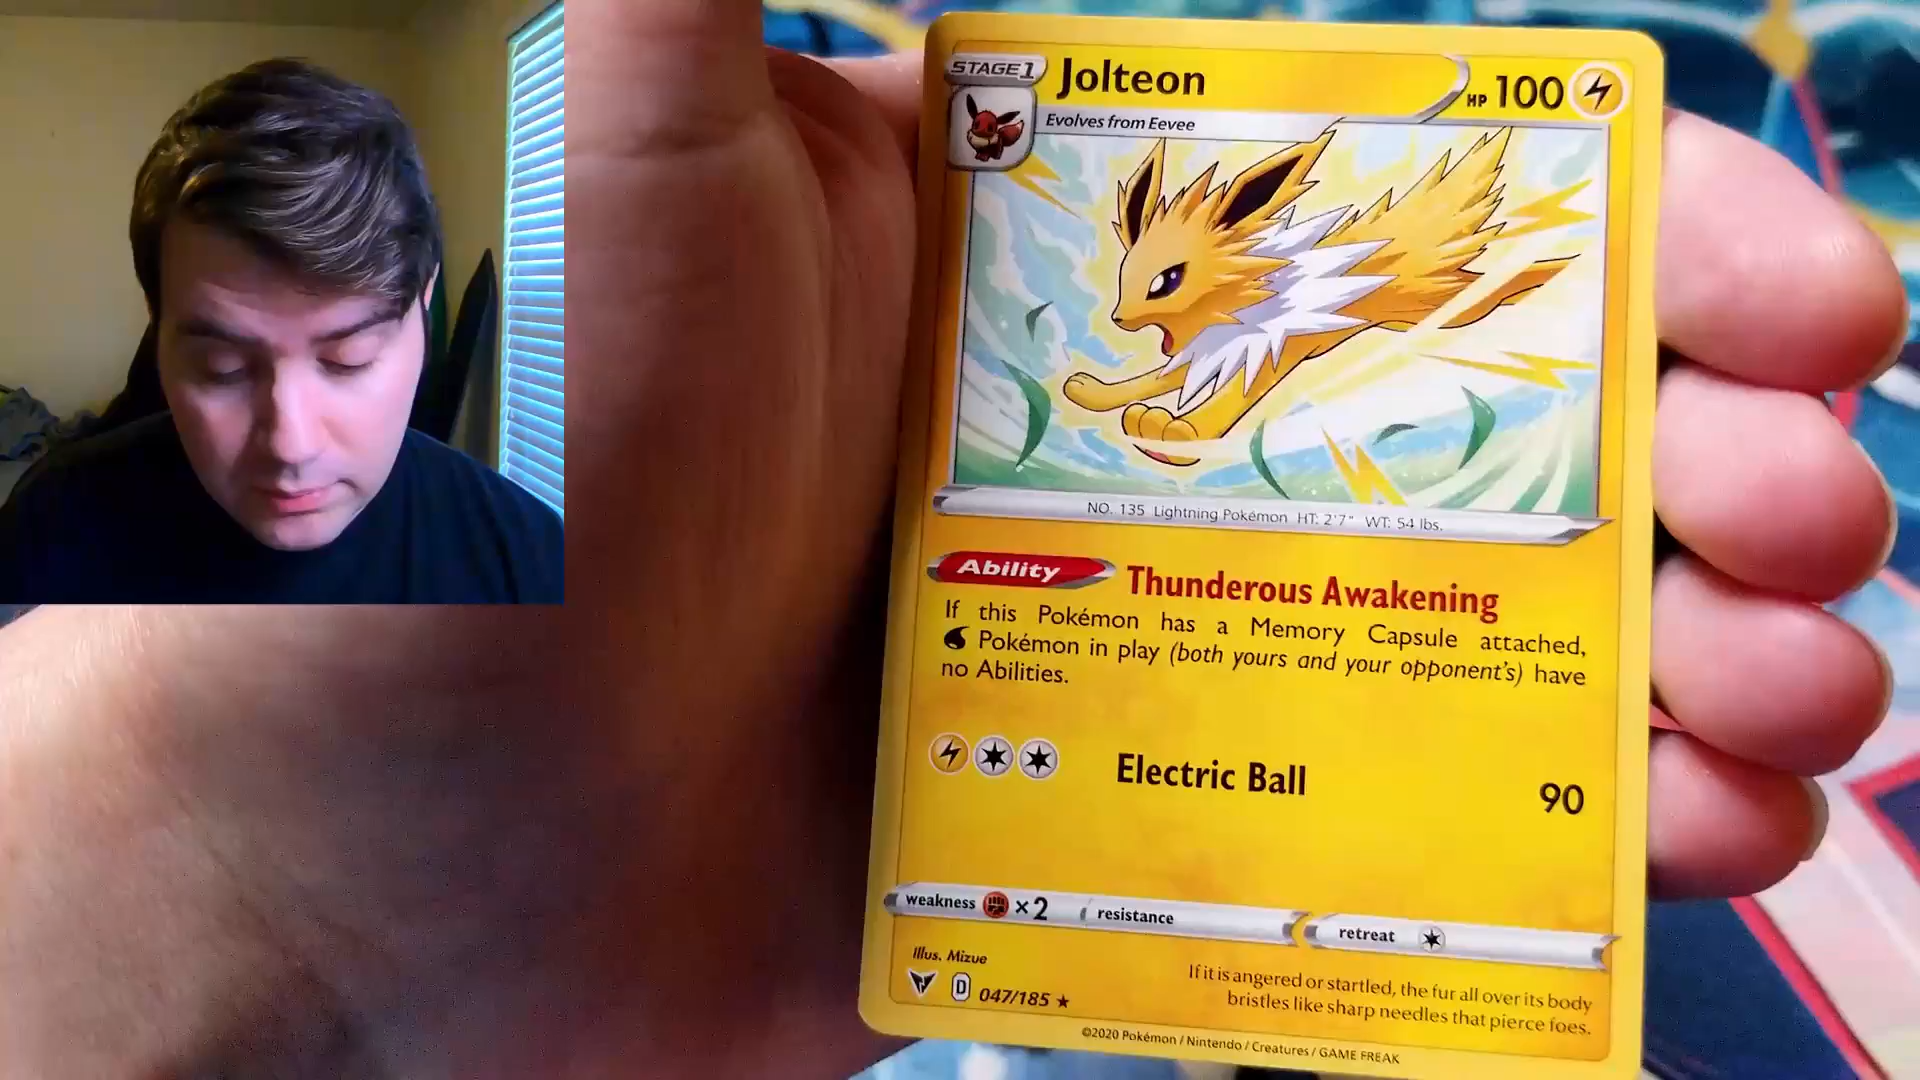 STAGE 1
Jolteon
HP 100
Evolves from Eevee
NO. 135 Lightning Pokémon HT: 2'7" WT: 54 lbs.
Ability Thunderous Awakening
If this Pokémon has a Memory Capsule attached,
Pokémon in play (both yours and your opponent's) have
no Abilities.
Electric Ball 90
weakness ×2 resistance retreat
Illus. Mizue
D 047/185
If it is angered or startled, the fur all over its body
bristles like sharp needles that pierce foes.
©2020 Pokémon / Nintendo / Creatures / GAME FREAK